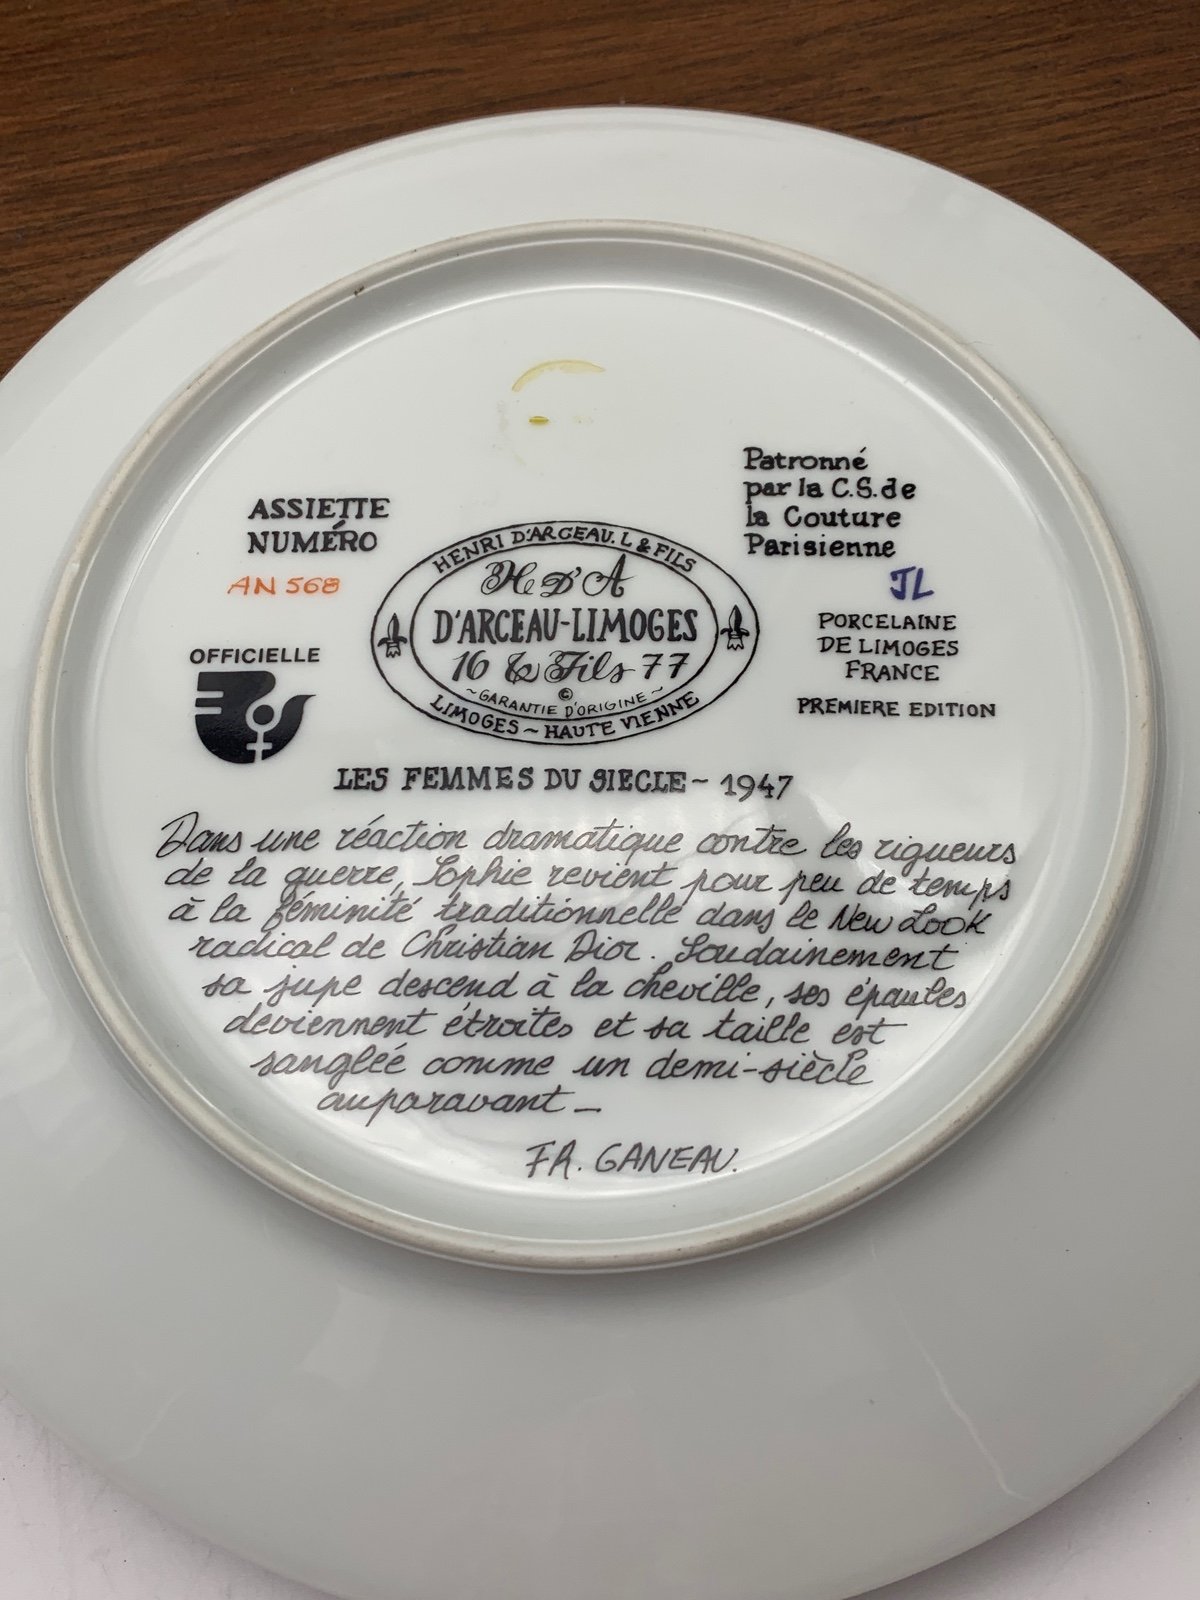 Patronné
par la C.S. de
la Couture
Parisienne
ASSIETTE
NUMÉRO
AN 568
JL
HENRI D'ARCEAU. L & FILS
H D'A
D'ARCEAU-LIMOGES
16 & Fils 77
©
~ GARANTIE D'ORIGINE ~
LIMOGES ~ HAUTE VIENNE
PORCELAINE
DE LIMOGES
FRANCE
PREMIERE EDITION
OFFICIELLE
LES FEMMES DU SIECLE ~ 1947
Dans une réaction dramatique contre les rigueurs
de la guerre, Sophie revient pour peu de temps
à la féminité traditionnelle dans le New Look
radical de Christian Dior. Soudainement
sa jupe descend à la cheville, ses épaules
deviennent étroites et sa taille est
sanglée comme un demi-siècle
auparavant _
FR. GANEAU.